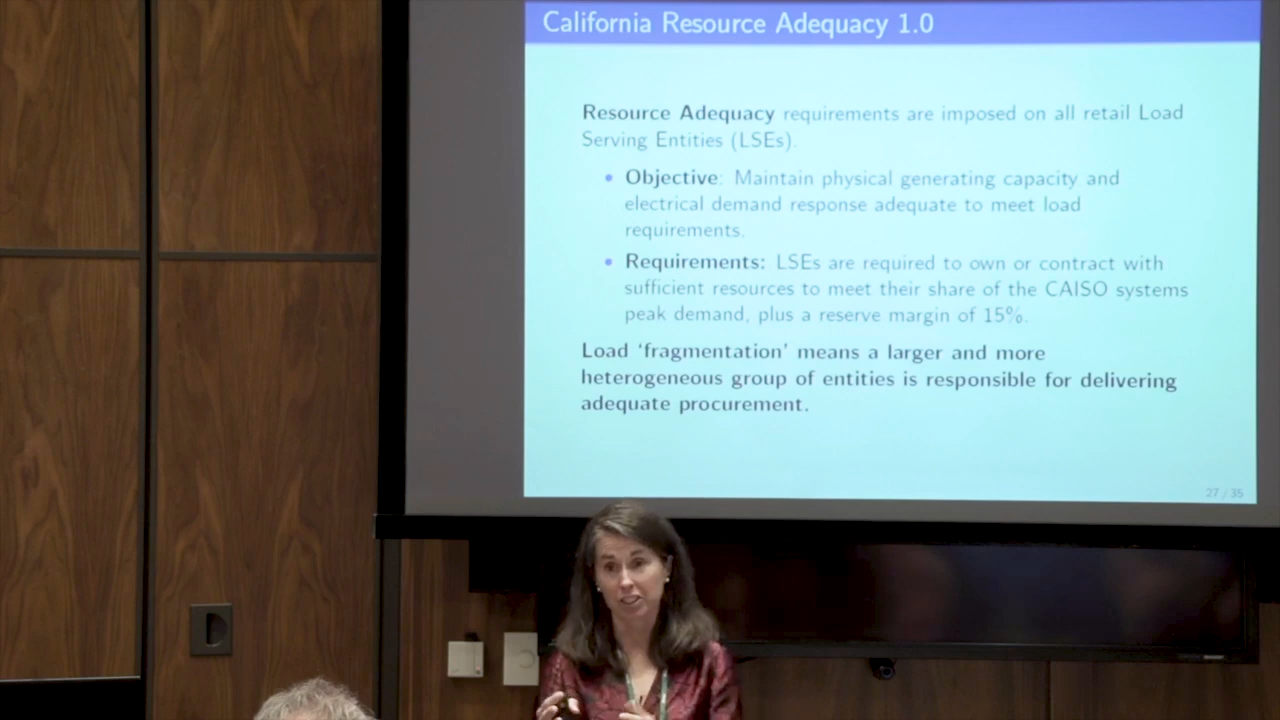 California Resource Adequacy 1.0
Resource Adequacy requirements are imposed on all retail Load
Serving Entities (LSEs).
• Objective: Maintain physical generating capacity and
electrical demand response adequate to meet load
requirements.
• Requirements: LSEs are required to own or contract with
sufficient resources to meet their share of the CAISO systems
peak demand, plus a reserve margin of 15%.
Load ‘fragmentation’ means a larger and more
heterogeneous group of entities is responsible for delivering
adequate procurement.
27 / 35